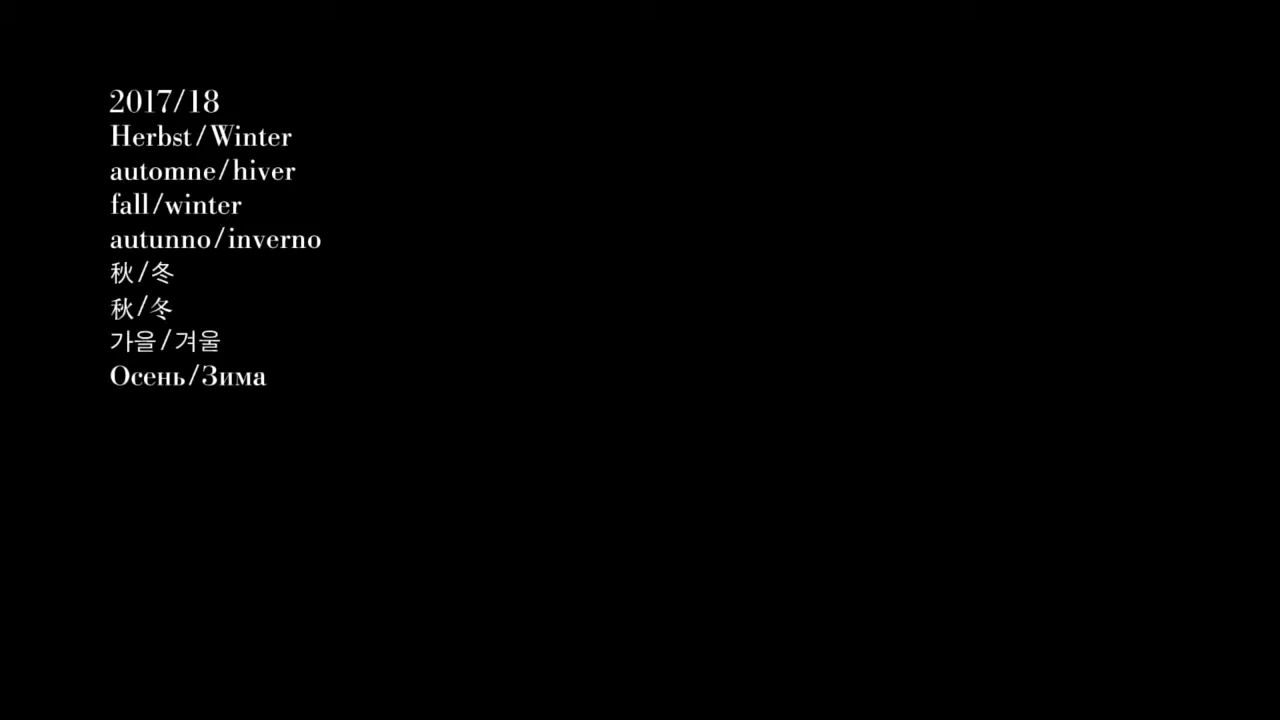 2017/18
Herbst/Winter
automne/hiver
fall/winter
autunno/inverno
秋/冬
秋/冬
가을/겨울
Осень/Зима